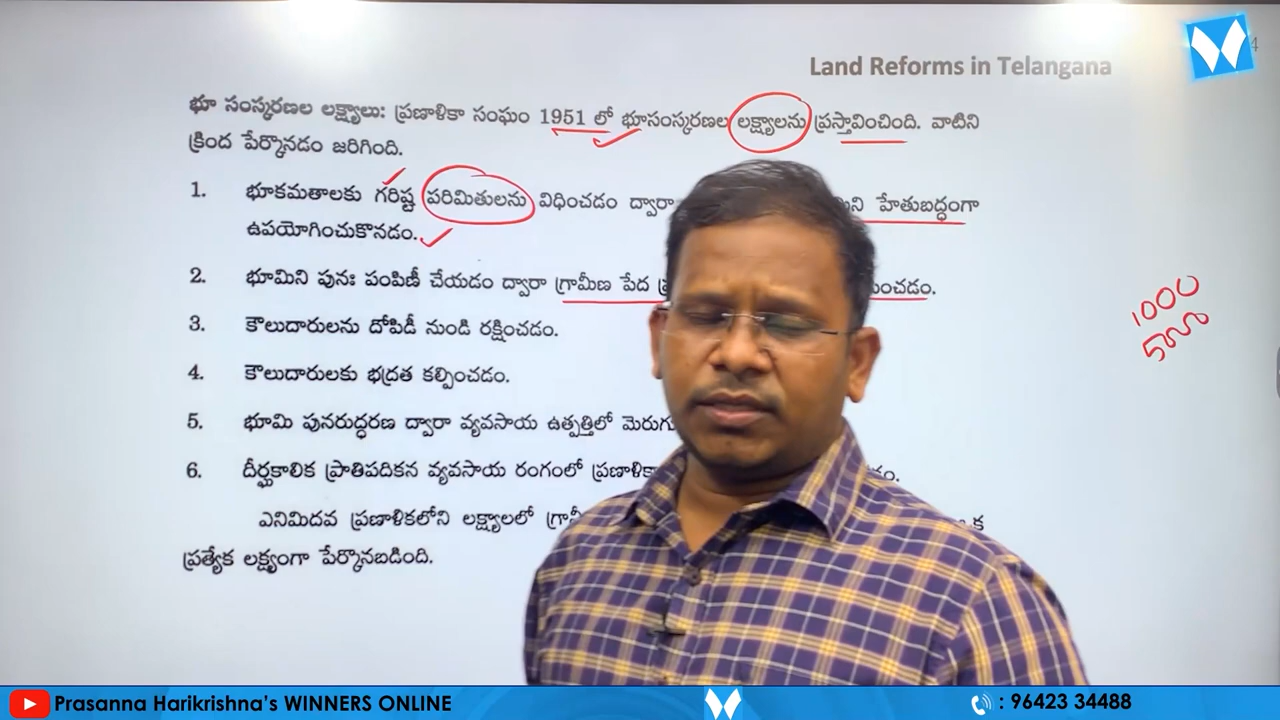 Land Reforms in Telangana
భూ సంస్కరణల లక్ష్యాలు: ప్రణాళికా సంఘం 1951 లో భూసంస్కరణల లక్ష్యాలను ప్రస్తావించింది. వాటిని
క్రింద పేర్కొనడం జరిగింది.
1. భూకమతాలకు గరిష్ట పరిమితులను విధించడం ద్వారా హేతుబద్ధంగా
ఉపయోగించుకొనడం.
2. భూమిని పునః పంపిణీ చేయడం ద్వారా గ్రామీణ పేద
3. కౌలుదారులను దోపిడీ నుండి రక్షించడం.
4. కౌలుదారులకు భద్రత కల్పించడం.
5. భూమి పునరుద్ధరణ ద్వారా వ్యవసాయ ఉత్పత్తిలో
6. దీర్ఘకాలిక ప్రాతిపదికన వ్యవసాయ రంగంలో
ఎనిమిదవ ప్రణాళికలోని లక్ష్యాలలో
ప్రత్యేక లక్ష్యంగా పేర్కొనబడింది.
1000
Prasanna Harikrishna's WINNERS ONLINE
: 96423 34488